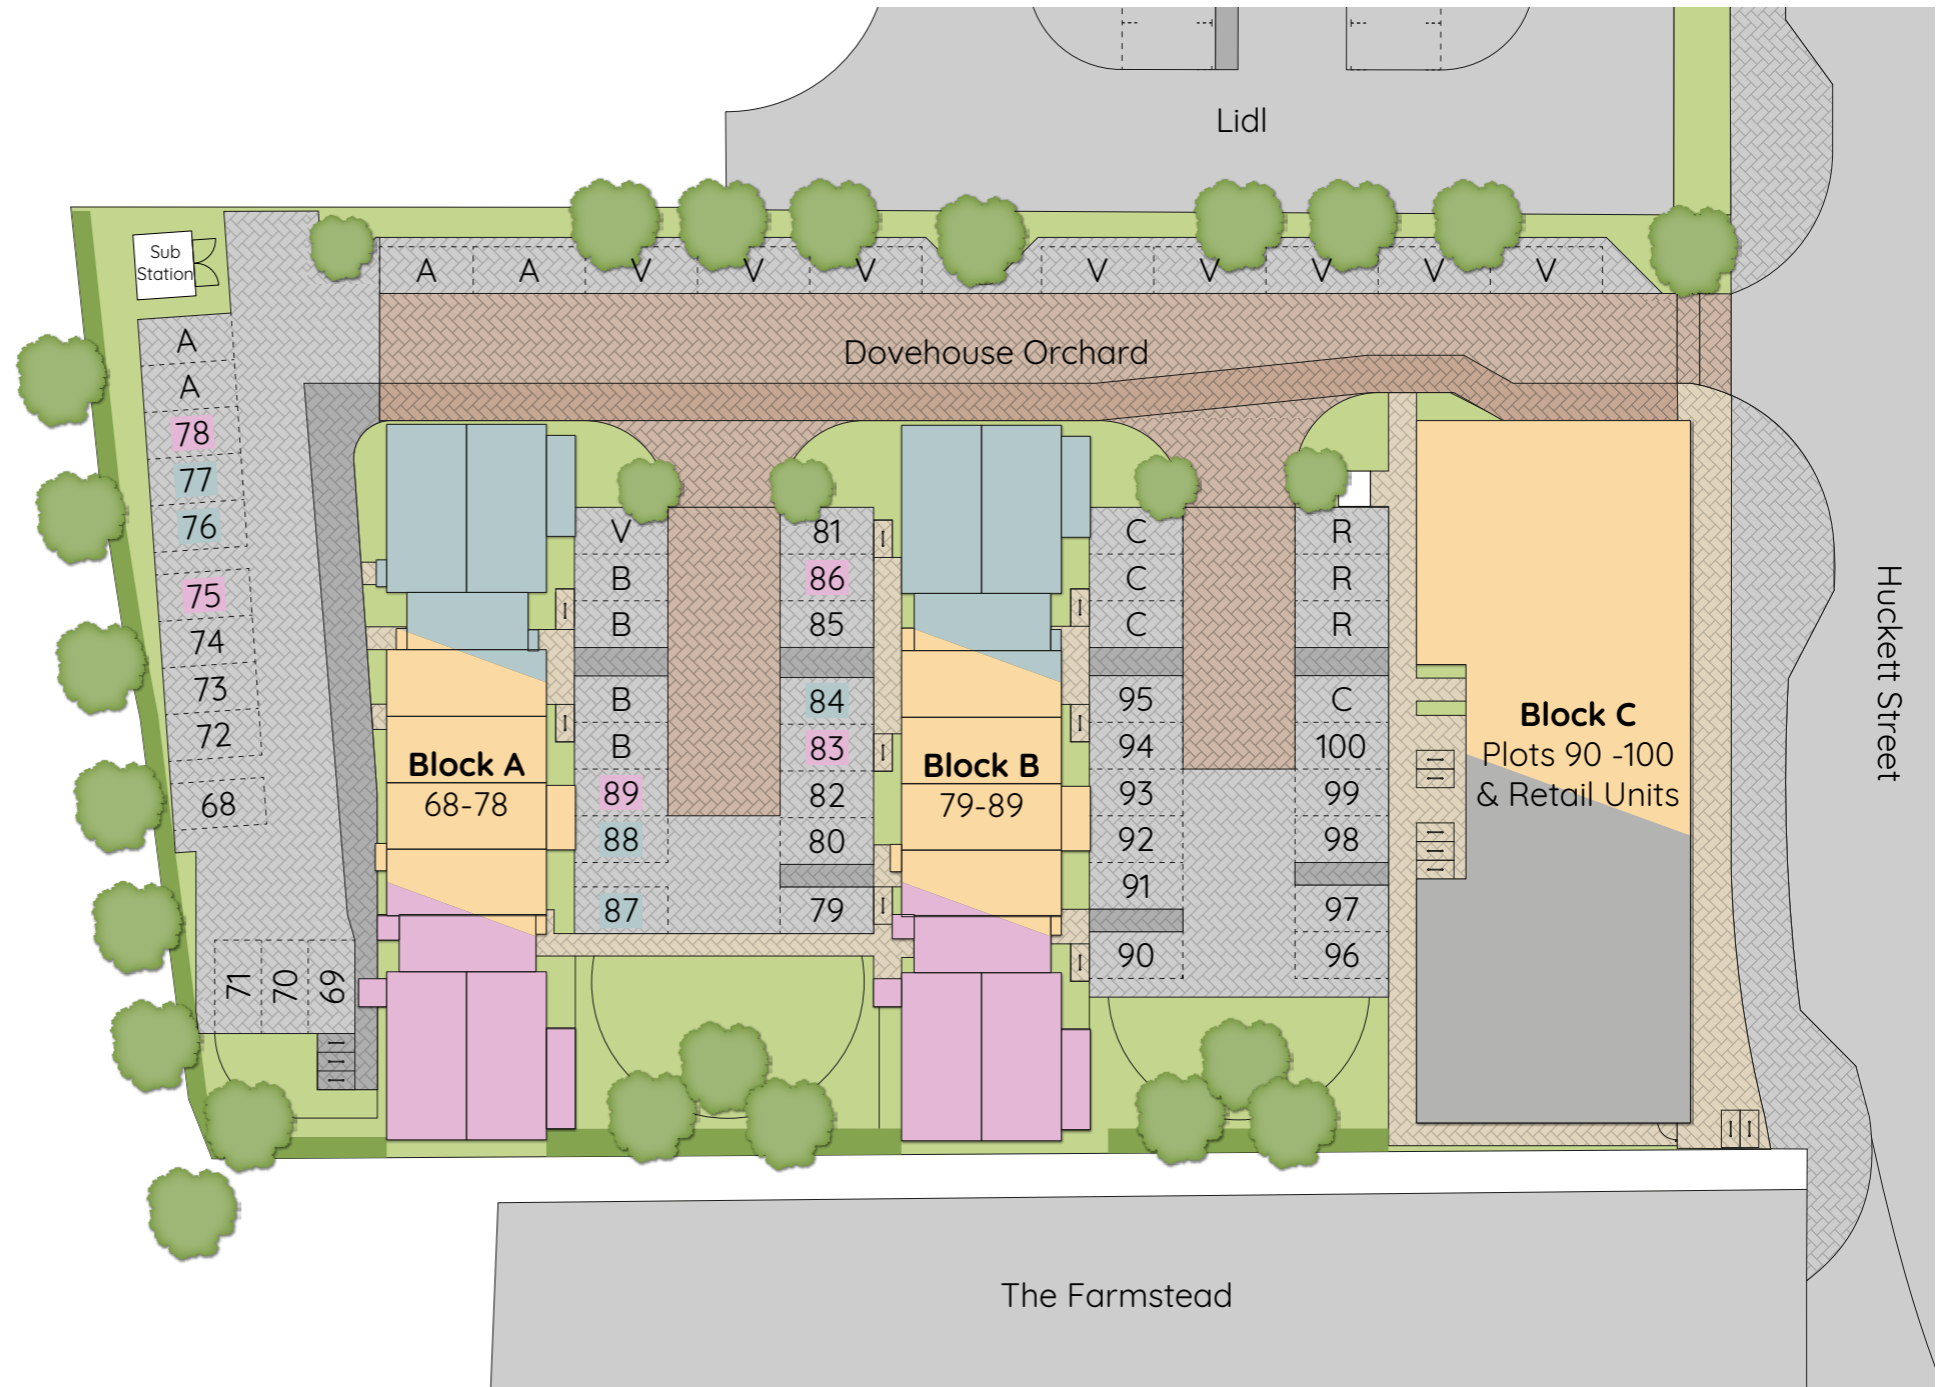 Lidl
Sub
Station
A
A
V
V
V
V
V
V
V
V
Dovehouse Orchard
A
A
78
77
76
75
74
73
72
68
71
70
69
Block A
68-78
V
B
B
B
B
89
88
87
81
86
85
84
83
82
80
79
Block B
79-89
C
C
C
95
94
93
92
91
90
R
R
R
C
100
99
98
97
96
Block C
Plots 90 -100
& Retail Units
Huckett Street
The Farmstead